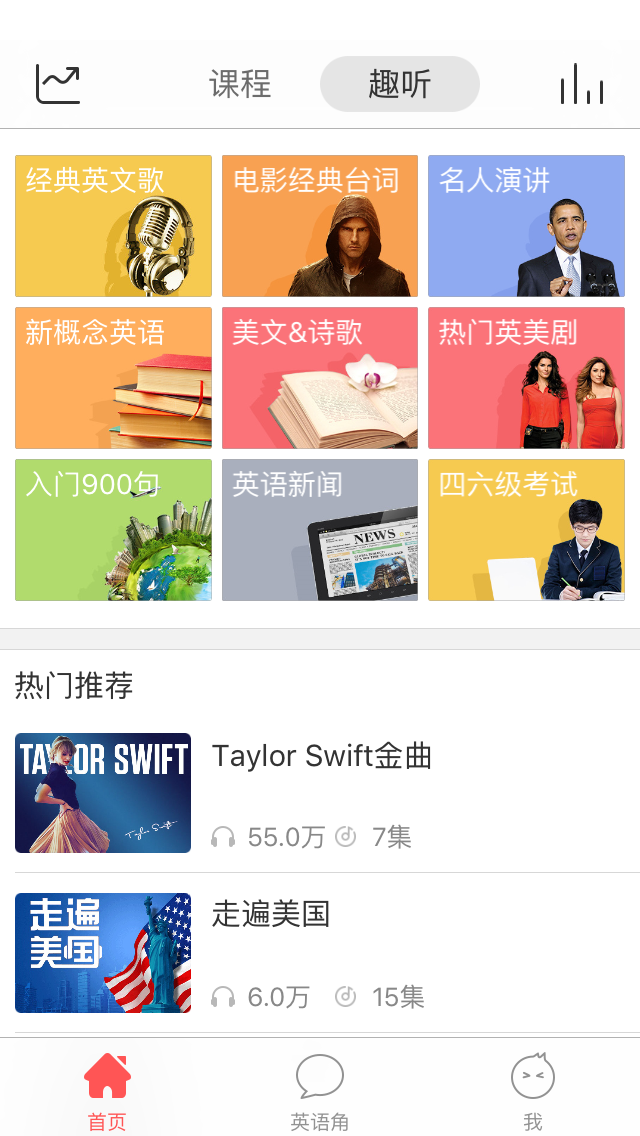 课程
趣听
经典英文歌
电影经典台词
名人演讲
新概念英语
美文&诗歌
热门英美剧
入门900句
英语新闻
NEWS
四六级考试
热门推荐
TAYLOR SWIFT
Taylor Swift
Taylor Swift金曲
55.0万
7集
走遍
美国
走遍美国
6.0万
15集
首页
英语角
我